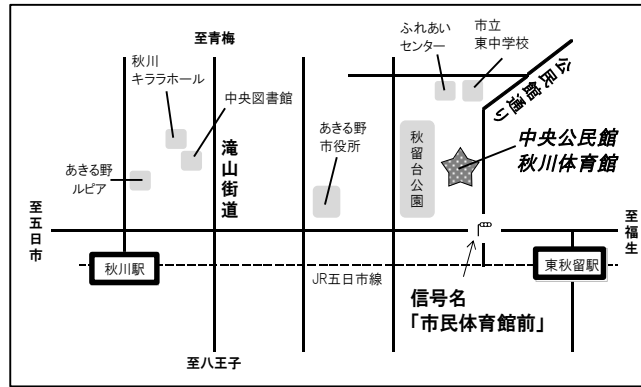 至青梅
ふれあい
センター
市立
東中学校
公民館通り
秋川
キララホール
中央図書館
滝山街道
あきる野
市役所
秋留台公園
中央公民館
秋川体育館
あきる野
ルピア
至五日市
至福生
秋川駅
JR五日市線
東秋留駅
信号名
「市民体育館前」
至八王子